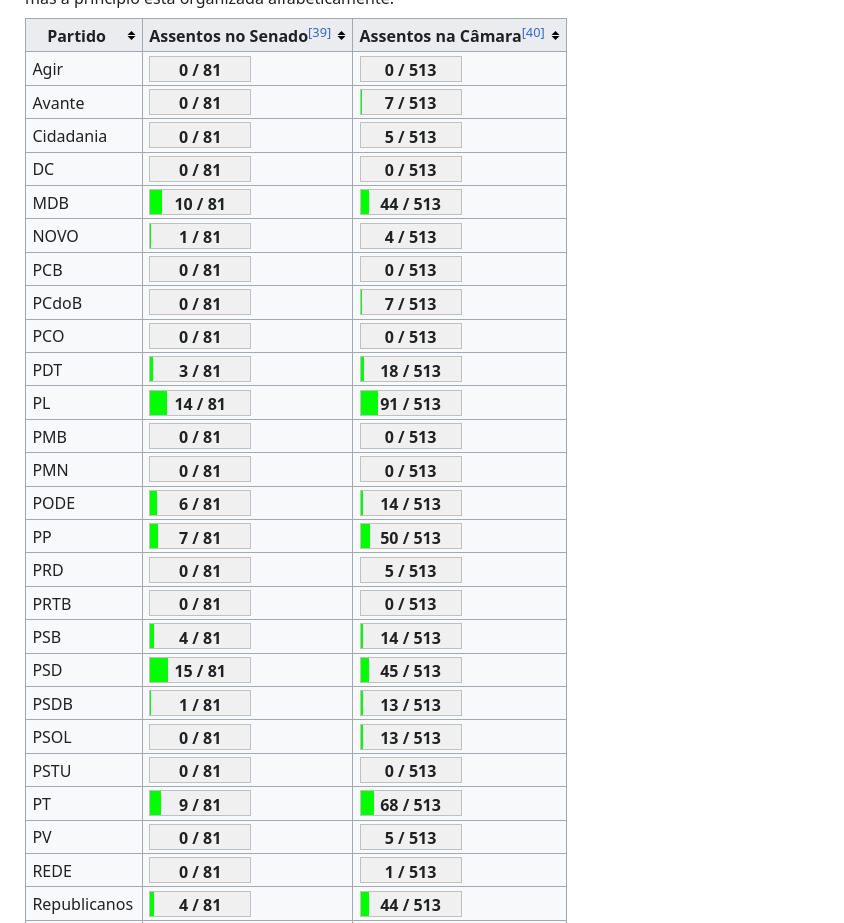 mas a princípio está organizada alfabeticamente.
Partido Assentos no Senado[39] Assentos na Câmara[40]
Agir 0 / 81 0 / 513
Avante 0 / 81 7 / 513
Cidadania 0 / 81 5 / 513
DC 0 / 81 0 / 513
MDB 10 / 81 44 / 513
NOVO 1 / 81 4 / 513
PCB 0 / 81 0 / 513
PCdoB 0 / 81 7 / 513
PCO 0 / 81 0 / 513
PDT 3 / 81 18 / 513
PL 14 / 81 91 / 513
PMB 0 / 81 0 / 513
PMN 0 / 81 0 / 513
PODE 6 / 81 14 / 513
PP 7 / 81 50 / 513
PRD 0 / 81 5 / 513
PRTB 0 / 81 0 / 513
PSB 4 / 81 14 / 513
PSD 15 / 81 45 / 513
PSDB 1 / 81 13 / 513
PSOL 0 / 81 13 / 513
PSTU 0 / 81 0 / 513
PT 9 / 81 68 / 513
PV 0 / 81 5 / 513
REDE 0 / 81 1 / 513
Republicanos 4 / 81 44 / 513